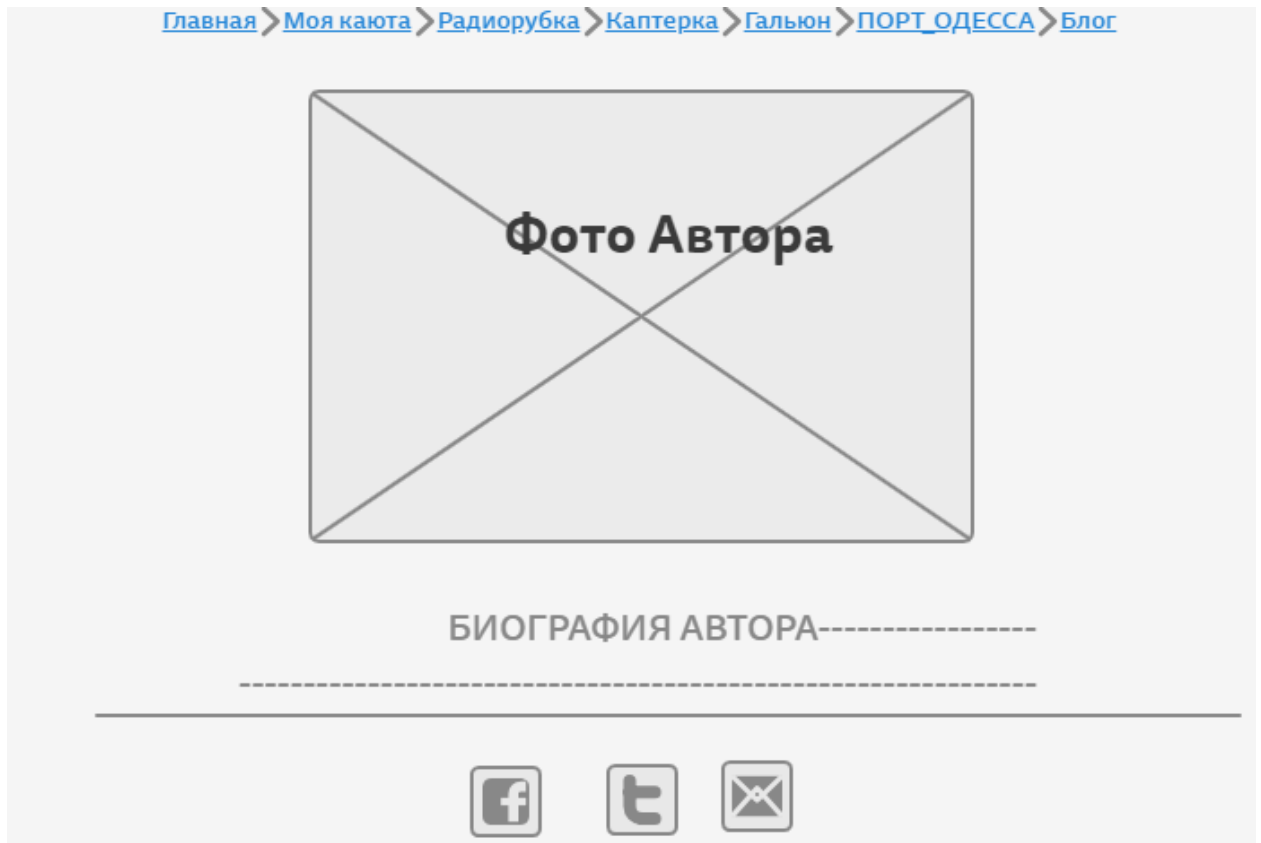 Главная Моя каюта Радиорубка Каптерка Гальюн ПОРТ_ОДЕССА Блог
Фото Автора
БИОГРАФИЯ АВТОРА-----------------
--------------------------------------------------------------